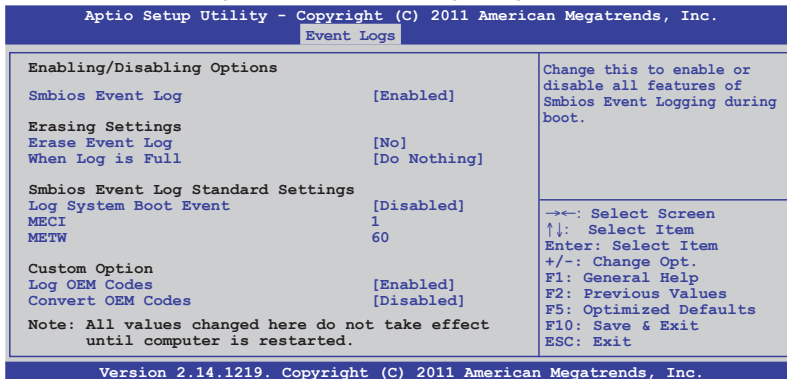 Aptio Setup Utility - Copyright (C) 2011 American Megatrends, Inc.
Event Logs
Enabling/Disabling Options
Smbios Event Log [Enabled]
Erasing Settings
Erase Event Log [No]
When Log is Full [Do Nothing]
Smbios Event Log Standard Settings
Log System Boot Event [Disabled]
MECI 1
METW 60
Custom Option
Log OEM Codes [Enabled]
Convert OEM Codes [Disabled]
Note: All values changed here do not take effect
until computer is restarted.
Change this to enable or
disable all features of
Smbios Event Logging during
boot.
→←: Select Screen
↑↓: Select Item
Enter: Select Item
+/-: Change Opt.
F1: General Help
F2: Previous Values
F5: Optimized Defaults
F10: Save & Exit
ESC: Exit
Version 2.14.1219. Copyright (C) 2011 American Megatrends, Inc.